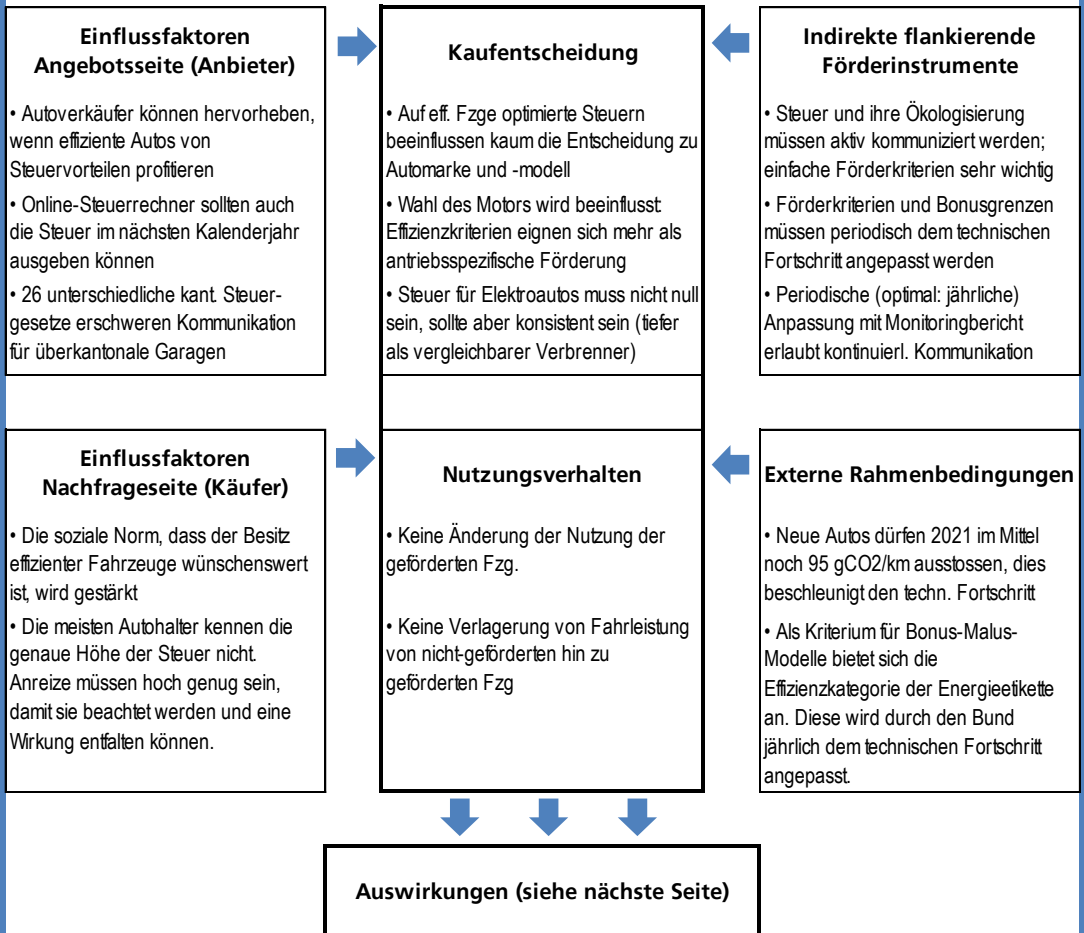 Einflussfaktoren
Angebotsseite (Anbieter)
• Autoverkäufer können hervorheben,
wenn effiziente Autos von
Steuervorteilen profitieren
• Online-Steuerrechner sollten auch
die Steuer im nächsten Kalenderjahr
ausgeben können
• 26 unterschiedliche kant. Steuer-
gesetze erschweren Kommunikation
für überkantonale Garagen
Kaufentscheidung
• Auf eff. Fzge optimierte Steuern
beeinflussen kaum die Entscheidung zu
Automarke und -modell
• Wahl des Motors wird beeinflusst:
Effizienzkriterien eignen sich mehr als
antriebsspezifische Förderung
• Steuer für Elektroautos muss nicht null
sein, sollte aber konsistent sein (tiefer
als vergleichbarer Verbrenner)
Indirekte flankierende
Förderinstrumente
• Steuer und ihre Ökologisierung
müssen aktiv kommuniziert werden;
einfache Förderkriterien sehr wichtig
• Förderkriterien und Bonusgrenzen
müssen periodisch dem technischen
Fortschritt angepasst werden
• Periodische (optimal: jährliche)
Anpassung mit Monitoringbericht
erlaubt kontinuierl. Kommunikation
Einflussfaktoren
Nachfrageseite (Käufer)
• Die soziale Norm, dass der Besitz
effizienter Fahrzeuge wünschenswert
ist, wird gestärkt
• Die meisten Autohalter kennen die
genaue Höhe der Steuer nicht.
Anreize müssen hoch genug sein,
damit sie beachtet werden und eine
Wirkung entfalten können.
Nutzungsverhalten
• Keine Änderung der Nutzung der
geförderten Fzg.
• Keine Verlagerung von Fahrleistung
von nicht-geförderten hin zu
geförderten Fzg
Externe Rahmenbedingungen
• Neue Autos dürfen 2021 im Mittel
noch 95 gCO2/km ausstossen, dies
beschleunigt den techn. Fortschritt
• Als Kriterium für Bonus-Malus-
Modelle bietet sich die
Effizienzkategorie der Energieetikette
an. Diese wird durch den Bund
jährlich dem technischen Fortschritt
angepasst.
Auswirkungen (siehe nächste Seite)